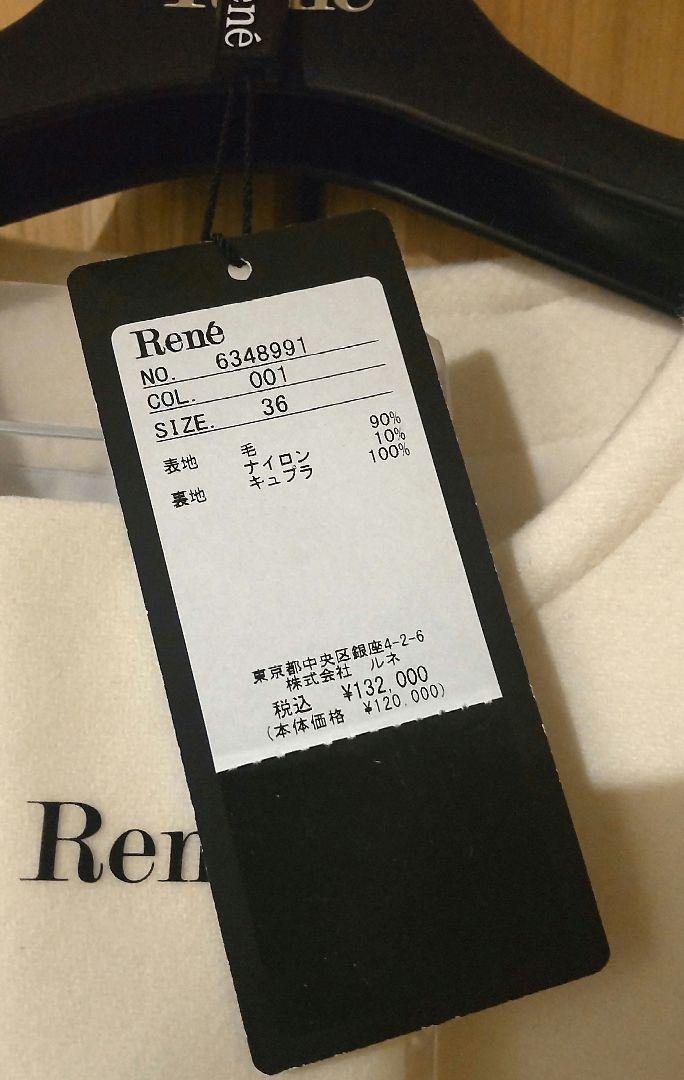 René
René
NO. 6348991
COL. 001
SIZE. 36
表地 毛 90%
ナイロン 10%
裏地 キュプラ 100%
東京都中央区銀座4-2-6
株式会社 ルネ
税込 ¥132,000
(本体価格 ¥120,000)
Ren